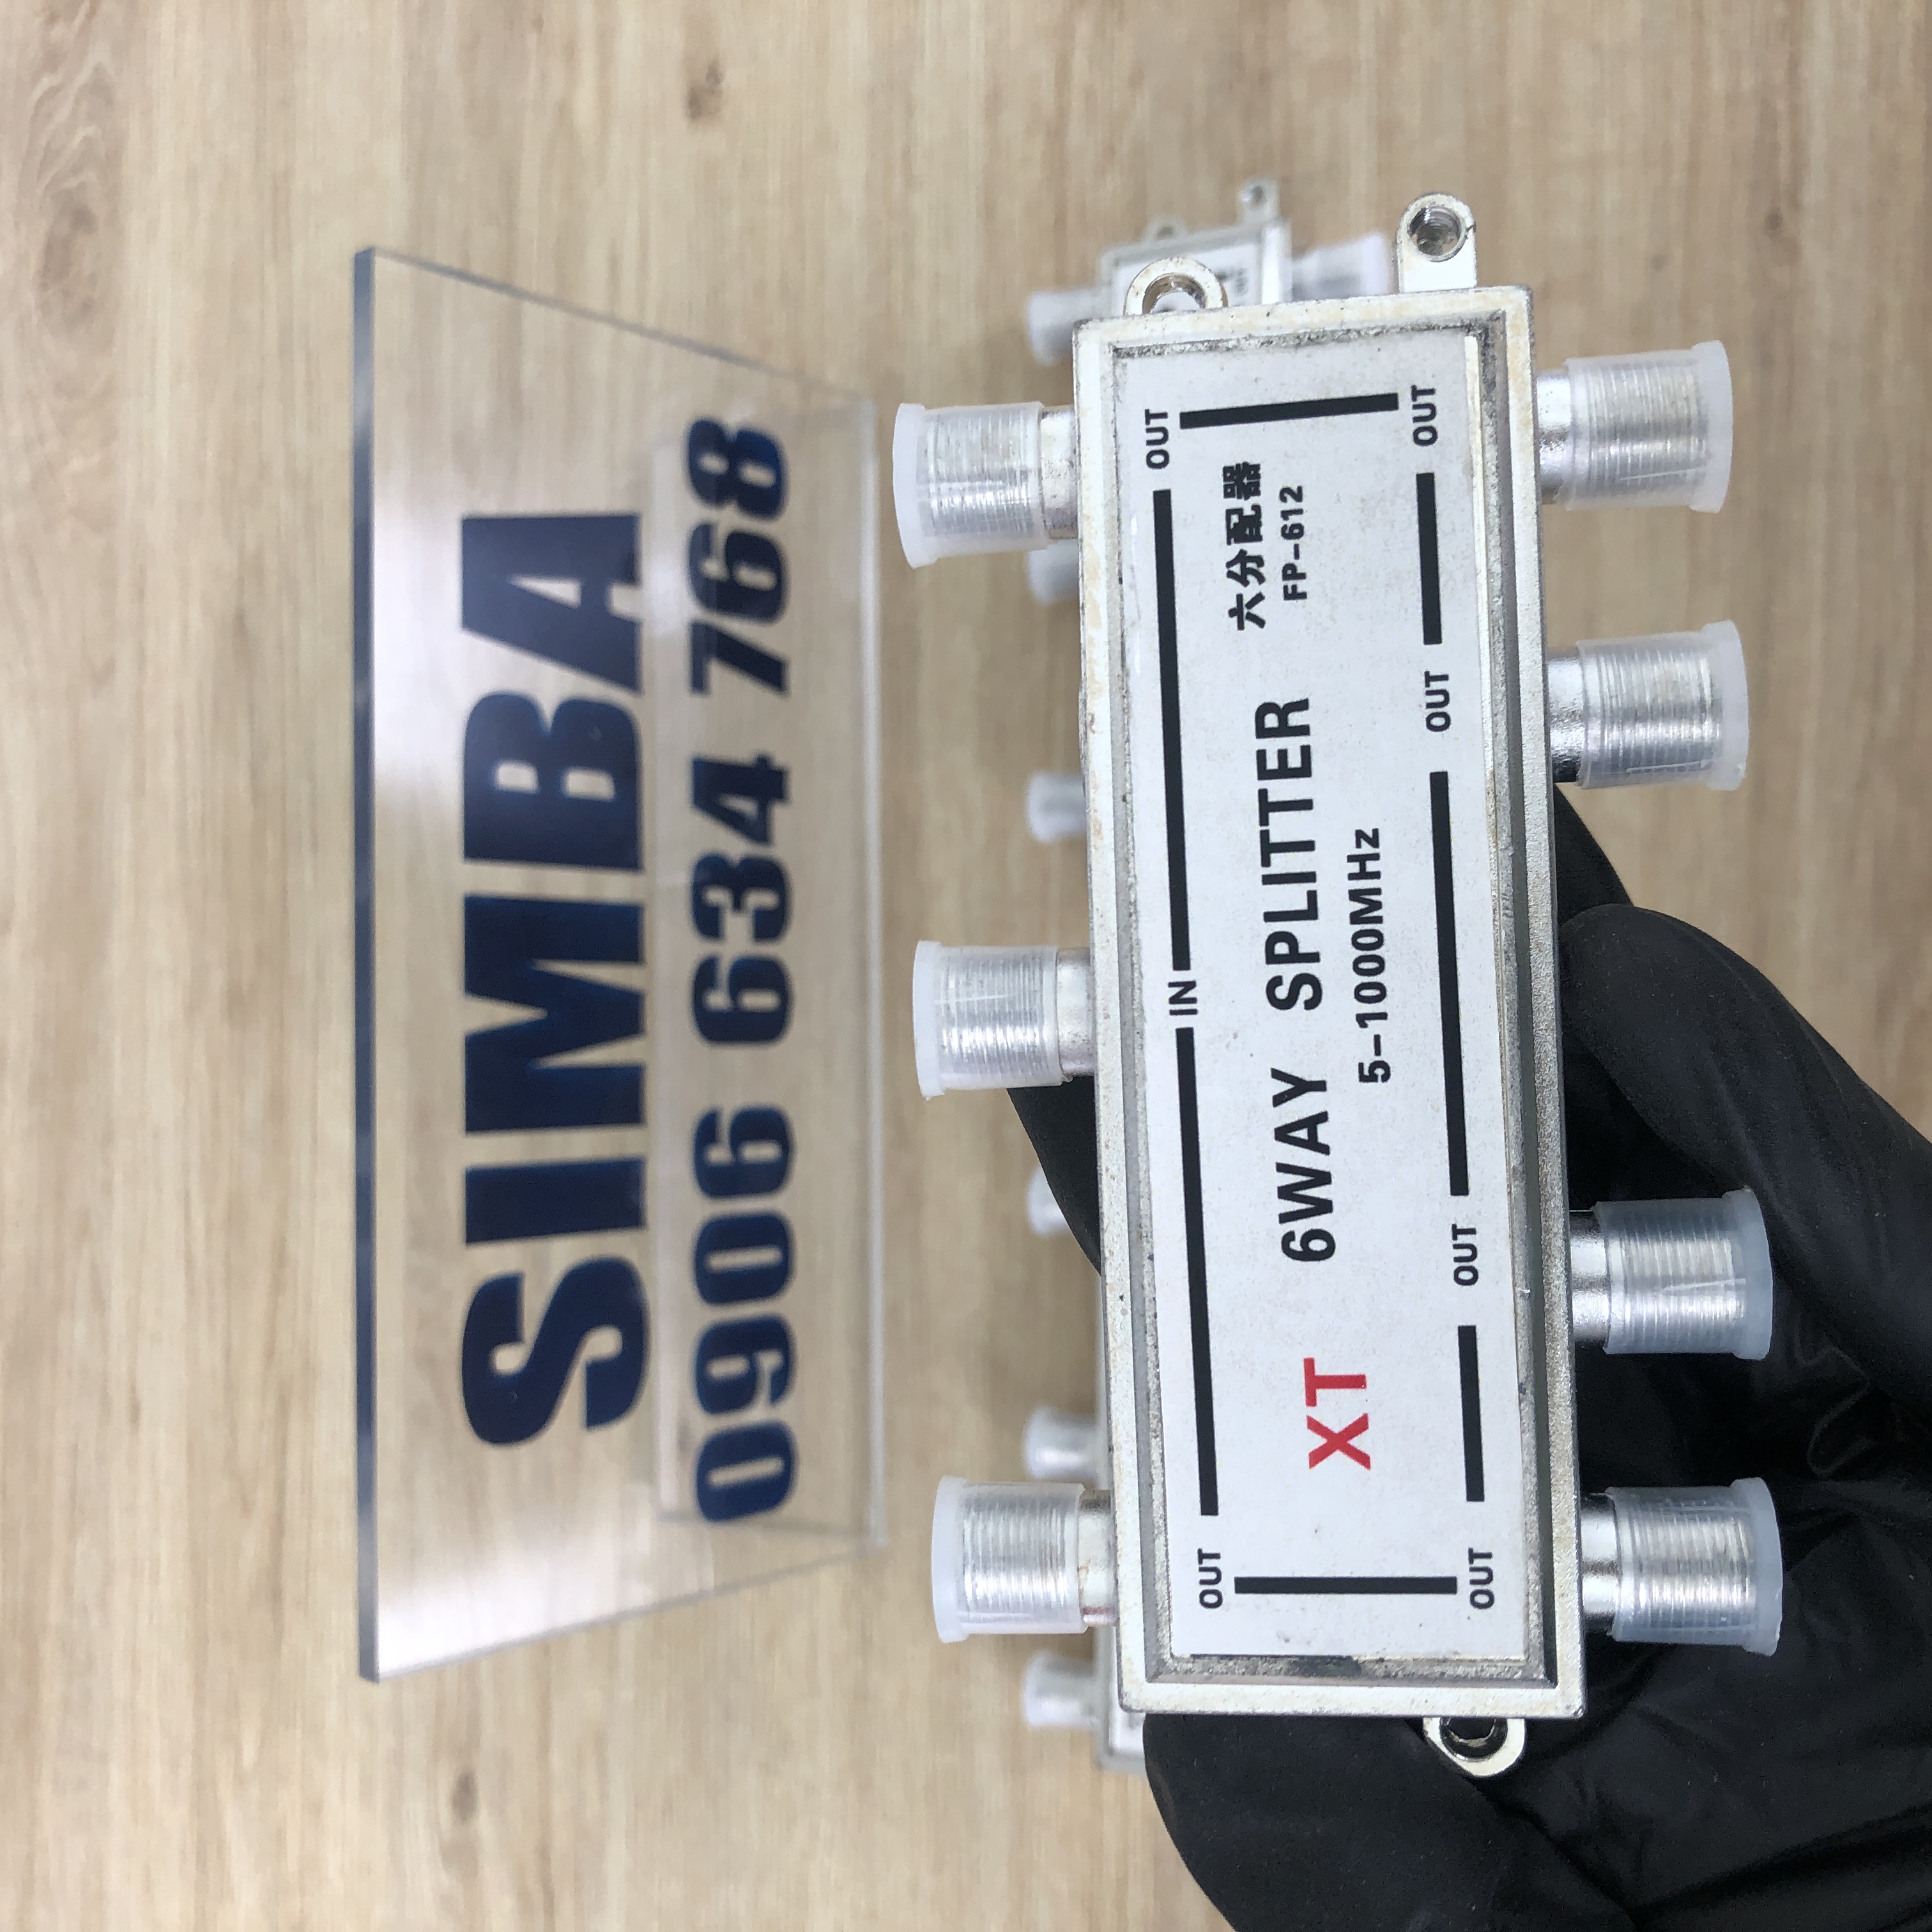 SIMBA
0906 634 768
OUT
IN
OUT
XT
6WAY SPLITTER
六分配器
FP-612
5-1000MHz
OUT
OUT
OUT
OUT